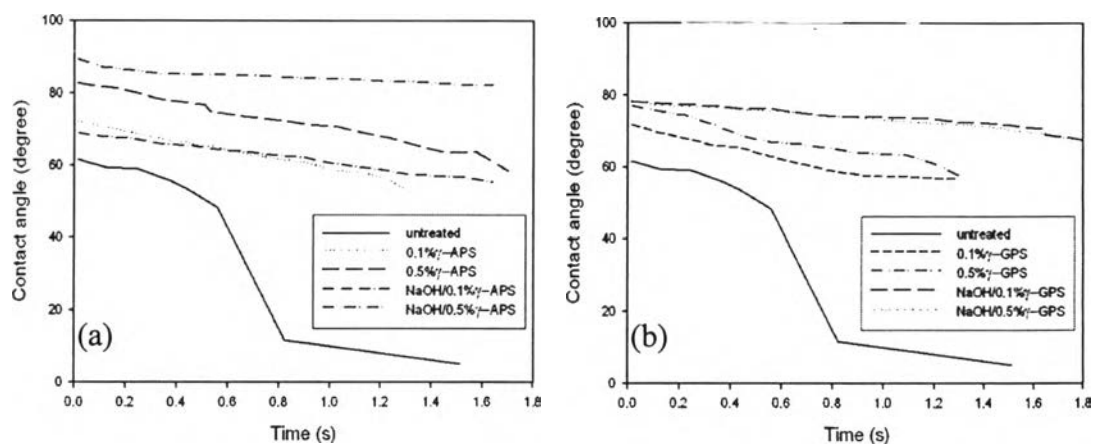 100
80
60
40
20
0
Contact angle (degree)
(a)
untreated
0.1%γ–APS
0.5%γ–APS
NaOH/0.1%γ–APS
NaOH/0.5%γ–APS
0.0 0.2 0.4 0.6 0.8 1.0 1.2 1.4 1.6 1.8
Time (s)
100
80
60
40
20
0
Contact angle (degree)
(b)
untreated
0.1%γ–GPS
0.5%γ–GPS
NaOH/0.1%γ–GPS
NaOH/0.5%γ–GPS
0.0 0.2 0.4 0.6 0.8 1.0 1.2 1.4 1.6 1.8
Time (s)